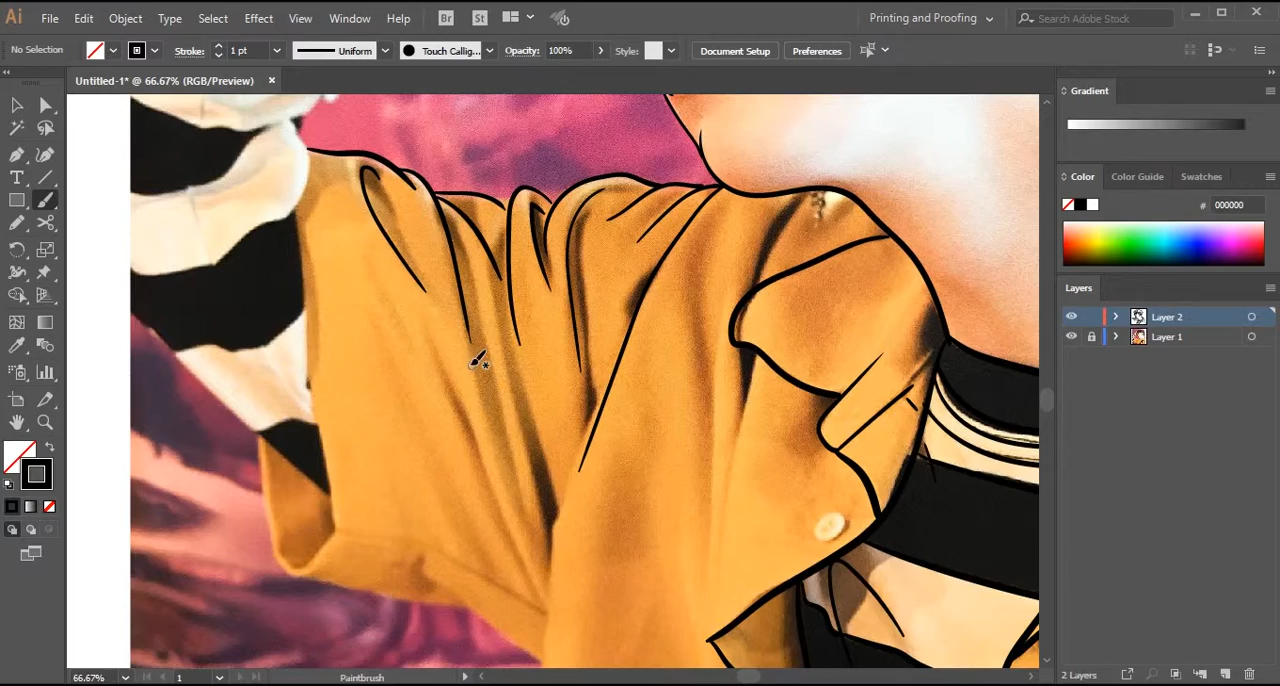 Ai File Edit Object Type Select Effect View Window Help Br St Printing and Proofing Search Adobe Stock
No Selection Stroke: 1 pt Uniform Touch Callig... Opacity: 100% Style: Document Setup Preferences
Untitled-1* @ 66.67% (RGB/Preview)
Gradient
Color Color Guide Swatches
# 000000
Layers
Layer 2
Layer 1
2 Layers
66.67% 1 Paintbrush